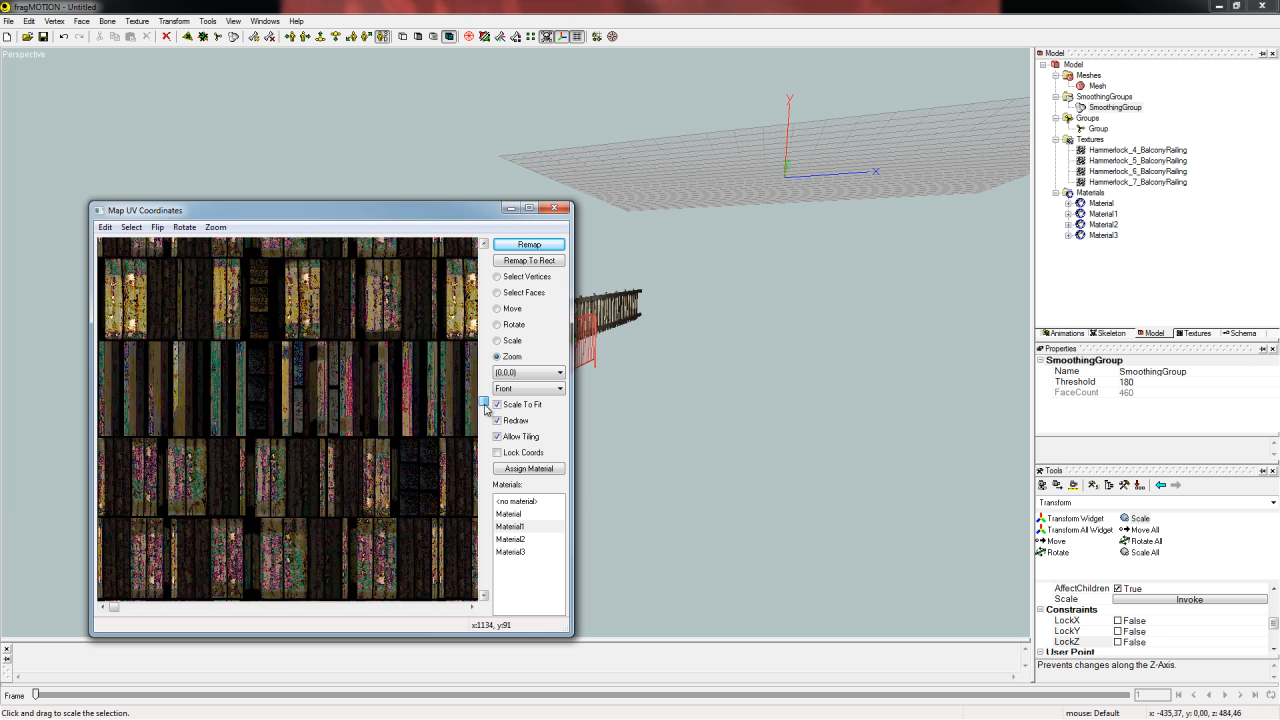 fragMOTION - Untitled
File Edit Vertex Face Bone Texture Transform Tools View Windows Help
Perspective
Y
X
Map UV Coordinates
Edit Select Flip Rotate Zoom
Remap
Remap To Rect
Select Vertices
Select Faces
Move
Rotate
Scale
Zoom
(0,0,0)
Front
Scale To Fit
Redraw
Allow Tiling
Lock Coords
Assign Material
Materials:
<no material>
Material
Material1
Material2
Material3
x:1134, y:91
Model
Model
Meshes
Mesh
SmoothingGroups
SmoothingGroup
Groups
Group
Textures
Hammerlock_4_BalconyRailing
Hammerlock_5_BalconyRailing
Hammerlock_6_BalconyRailing
Hammerlock_7_BalconyRailing
Materials
Material
Material1
Material2
Material3
Animations Skeleton Model Textures Schema
Properties
SmoothingGroup
Name SmoothingGroup
Threshold 180
FaceCount 460
Tools
Transform
Transform Widget Scale
Transform All Widget Move All
Move Rotate All
Rotate Scale All
AffectChildren True
Scale Invoke
Constraints
LockX False
LockY False
LockZ False
User Point
Prevents changes along the Z-Axis.
Frame 1
Click and drag to scale the selection. mouse: Default x: -435,37, y: 0,00, z: 484,46